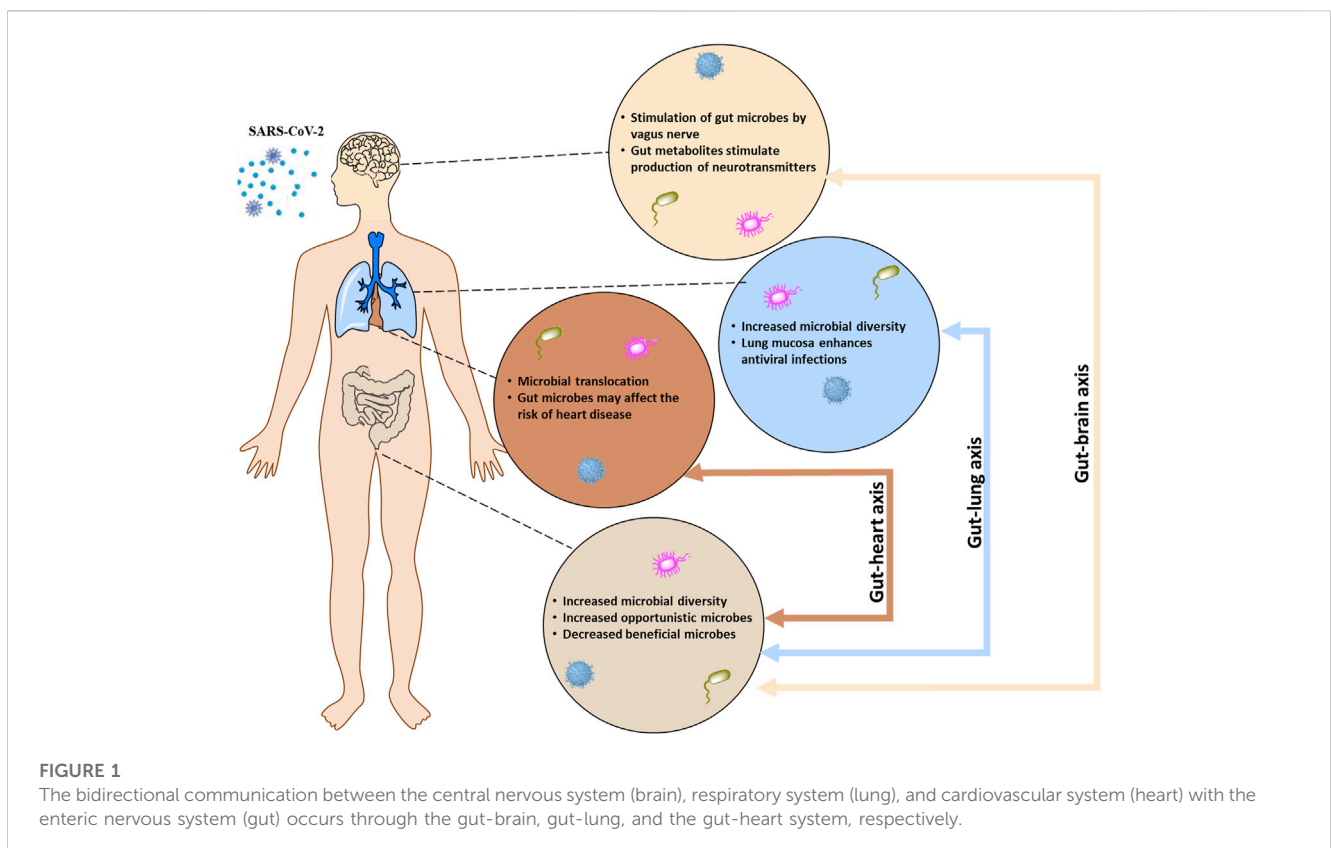 SARS-CoV-2
• Stimulation of gut microbes by
vagus nerve
• Gut metabolites stimulate
production of neurotransmitters
• Increased microbial diversity
• Lung mucosa enhances
antiviral infections
• Microbial translocation
• Gut microbes may affect the
risk of heart disease
• Increased microbial diversity
• Increased opportunistic microbes
• Decreased beneficial microbes
Gut-heart axis
Gut-lung axis
Gut-brain axis
FIGURE 1
The bidirectional communication between the central nervous system (brain), respiratory system (lung), and cardiovascular system (heart) with the
enteric nervous system (gut) occurs through the gut-brain, gut-lung, and the gut-heart system, respectively.